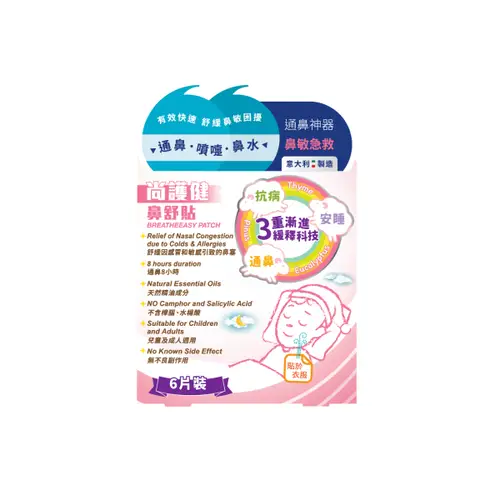 有效快速 舒緩鼻敏困擾
通鼻・噴嚏・鼻水
通鼻神器
鼻敏急救
意大利 製造
尚護健
鼻舒貼
BREATHEEASY PATCH
Relief of Nasal Congestion
due to Colds & Allergies
舒緩因感冒和敏感引致的鼻塞
8 hours duration
通鼻8小時
Natural Essential Oils
天然精油成分
NO Camphor and Salicylic Acid
不含樟腦、水楊酸
Suitable for Children
and Adults
兒童及成人適用
No Known Side Effect
無不良副作用
6片裝
Thyme
抗病
安睡
3重漸進
緩釋科技
通鼻
Eucalyptus
貼於
衣服